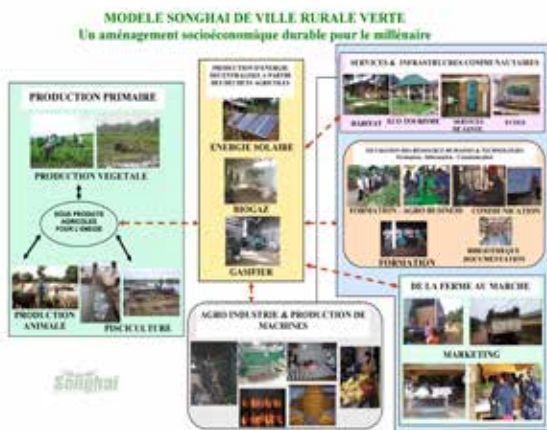 MODELE SONGHAI DE VILLE RURALE VERTE
Un aménagement socioéconomique durable pour le millénaire
PRODUCTION PRIMAIRE
PRODUCTION VEGETALE
SOUS PRODUITS
AGRICOLES
POUR L'ENERGIE
PRODUCTION
ANIMALE
PISCICULTURE
Songhai
PRODUCTION D'ENERGIE
DECENTRALISEE A PARTIR
DES DECHETS AGRICOLES
ENERGIE SOLAIRE
BIOGAZ
GASIFIER
AGRO INDUSTRIE & PRODUCTION DE
MACHINES
SERVICES & INFRASTRUCRES COMMUNAUTAIRES
HABITAT
ECO TOURISME
SERVICES
DE SANTE
ECOLE
FORMATION - AGRO BUSINESS
COMMUNICATION
FORMATION
BIBLIOTHEQUE
DOCUMENTATION
DE LA FERME AU MARCHE
MARKETING